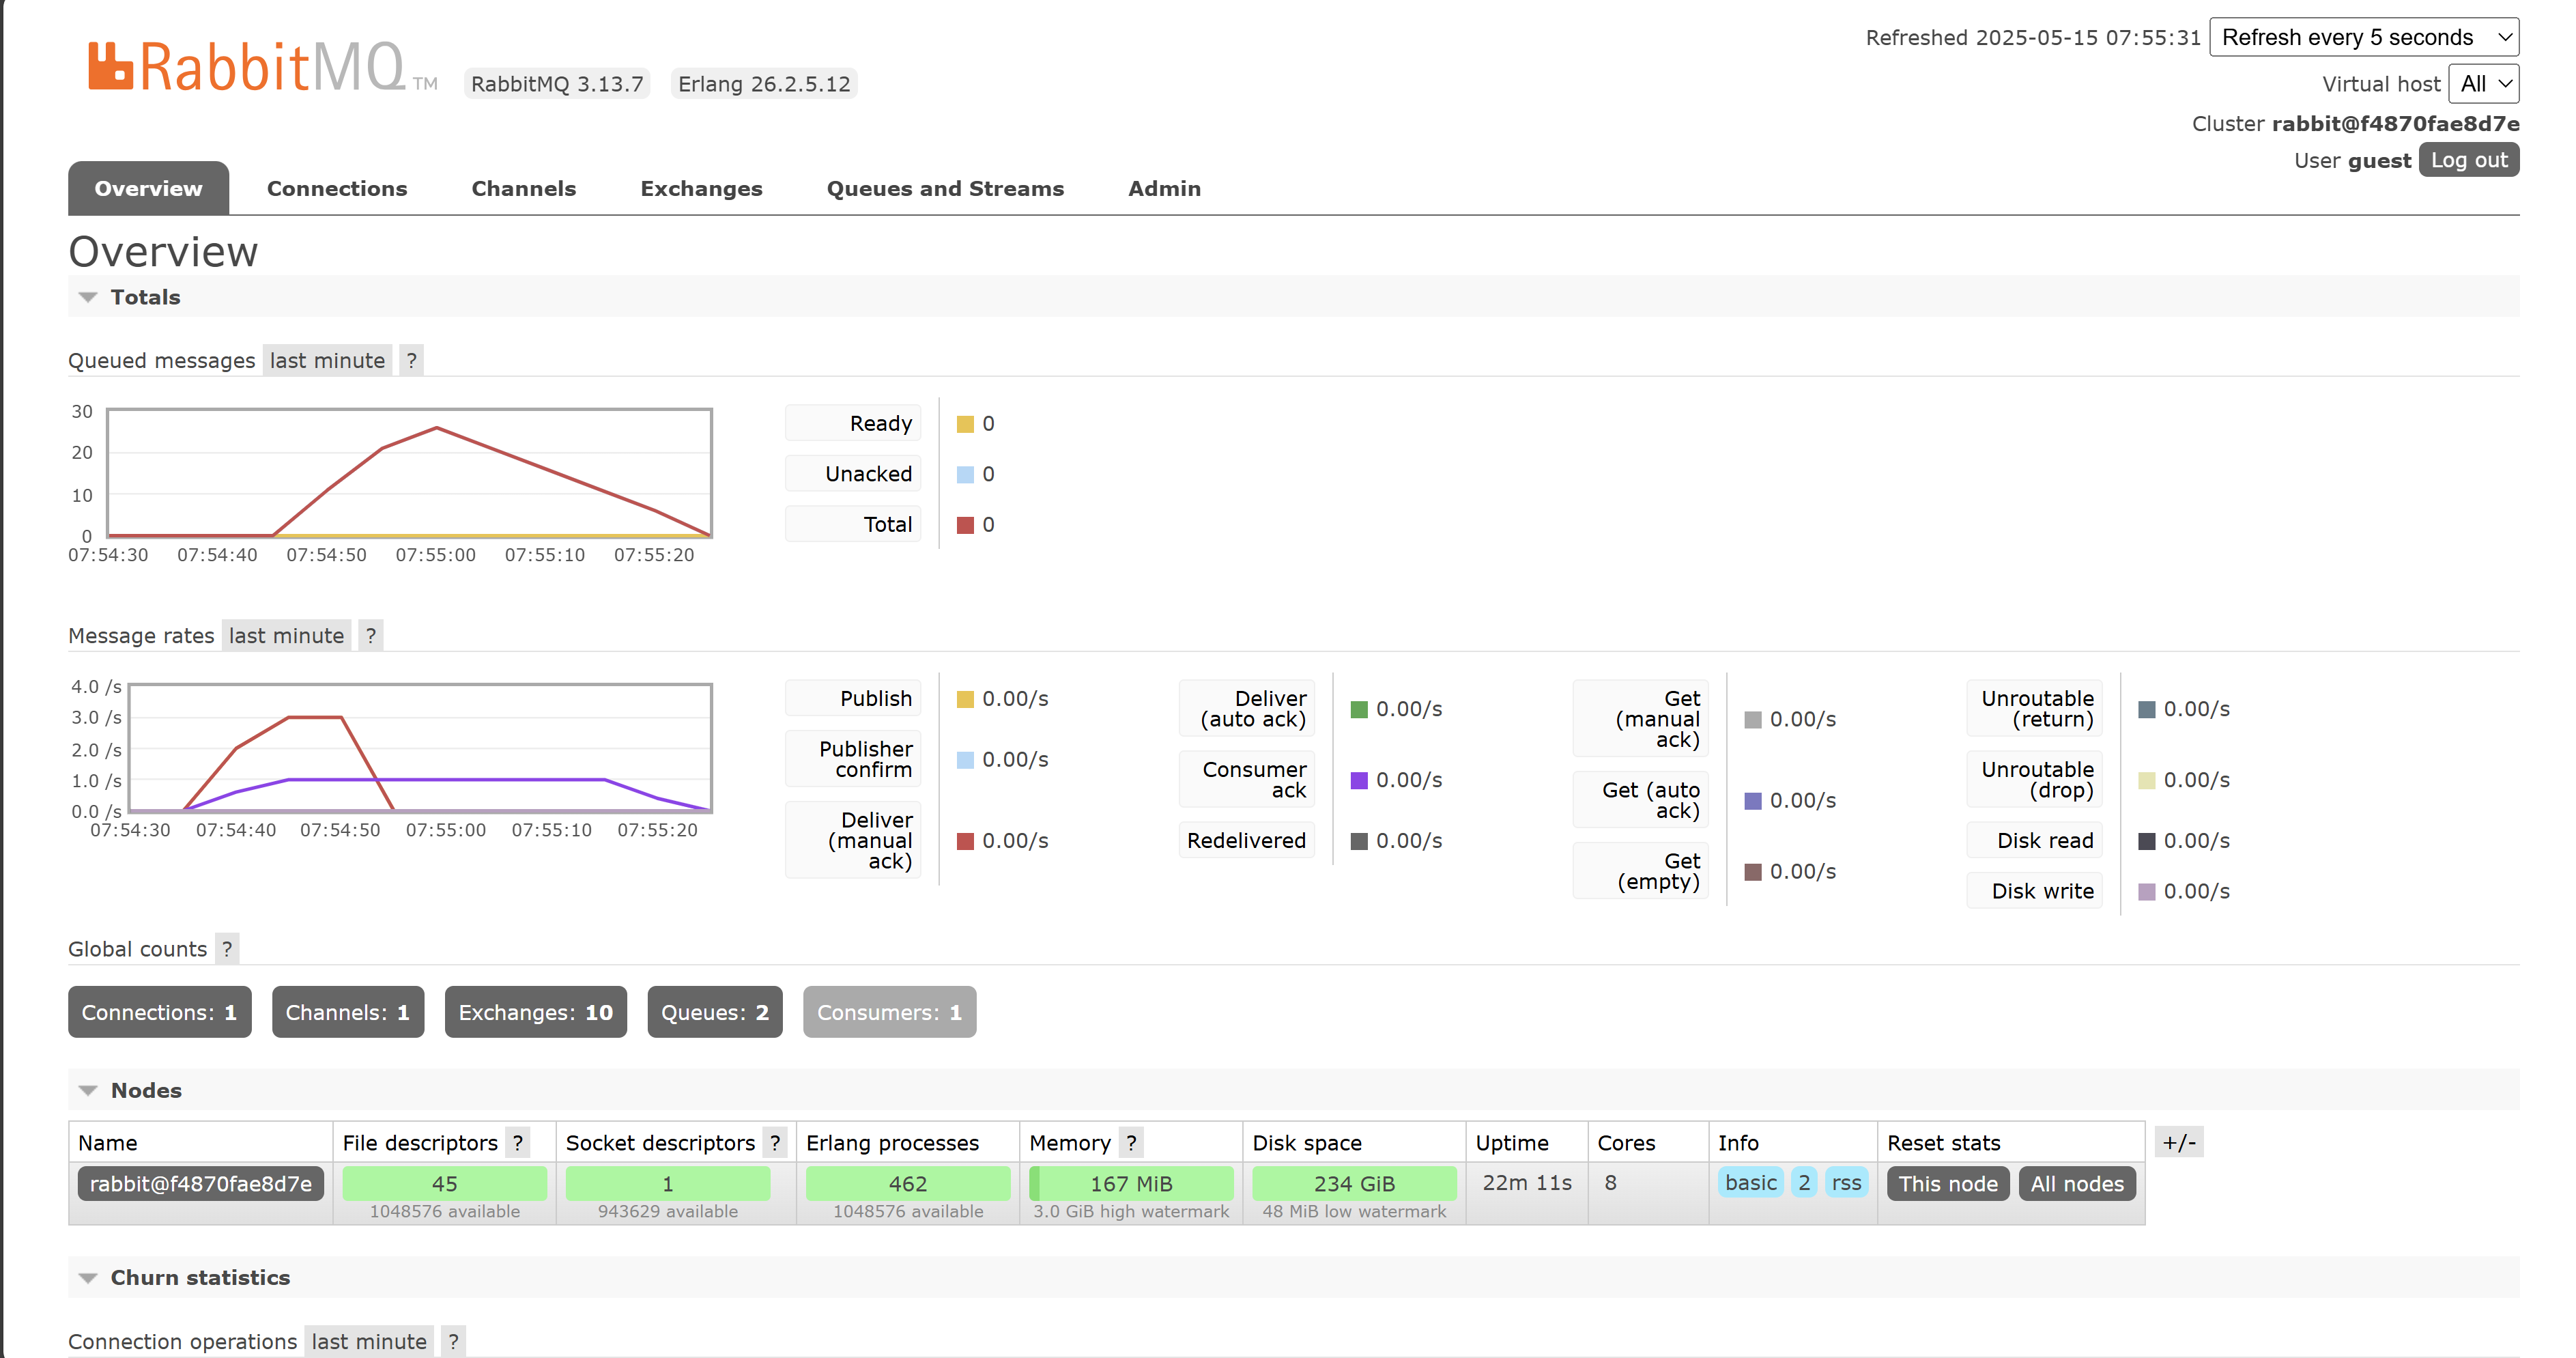 RabbitMQ TM
RabbitMQ 3.13.7
Erlang 26.2.5.12
Refreshed 2025-05-15 07:55:31 Refresh every 5 seconds
Virtual host All
Cluster rabbit@f4870fae8d7e
User guest Log out
Overview
Connections
Channels
Exchanges
Queues and Streams
Admin
Overview
Totals
Queued messages last minute ?
30
20
10
0
07:54:30 07:54:40 07:54:50 07:55:00 07:55:10 07:55:20
Ready 0
Unacked 0
Total 0
Message rates last minute ?
4.0 /s
3.0 /s
2.0 /s
1.0 /s
0.0 /s
07:54:30 07:54:40 07:54:50 07:55:00 07:55:10 07:55:20
Publish 0.00/s
Publisher
confirm 0.00/s
Deliver
(manual
ack) 0.00/s
Deliver
(auto ack) 0.00/s
Consumer
ack 0.00/s
Redelivered 0.00/s
Get
(manual
ack) 0.00/s
Get (auto
ack) 0.00/s
Get
(empty) 0.00/s
Unroutable
(return) 0.00/s
Unroutable
(drop) 0.00/s
Disk read 0.00/s
Disk write 0.00/s
Global counts ?
Connections: 1
Channels: 1
Exchanges: 10
Queues: 2
Consumers: 1
Nodes
Name File descriptors ? Socket descriptors ? Erlang processes Memory ? Disk space Uptime Cores Info Reset stats +/-
rabbit@f4870fae8d7e 45 1 462 167 MiB 234 GiB 22m 11s 8 basic 2 rss This node All nodes
1048576 available 943629 available 1048576 available 3.0 GiB high watermark 48 MiB low watermark
Churn statistics
Connection operations last minute ?